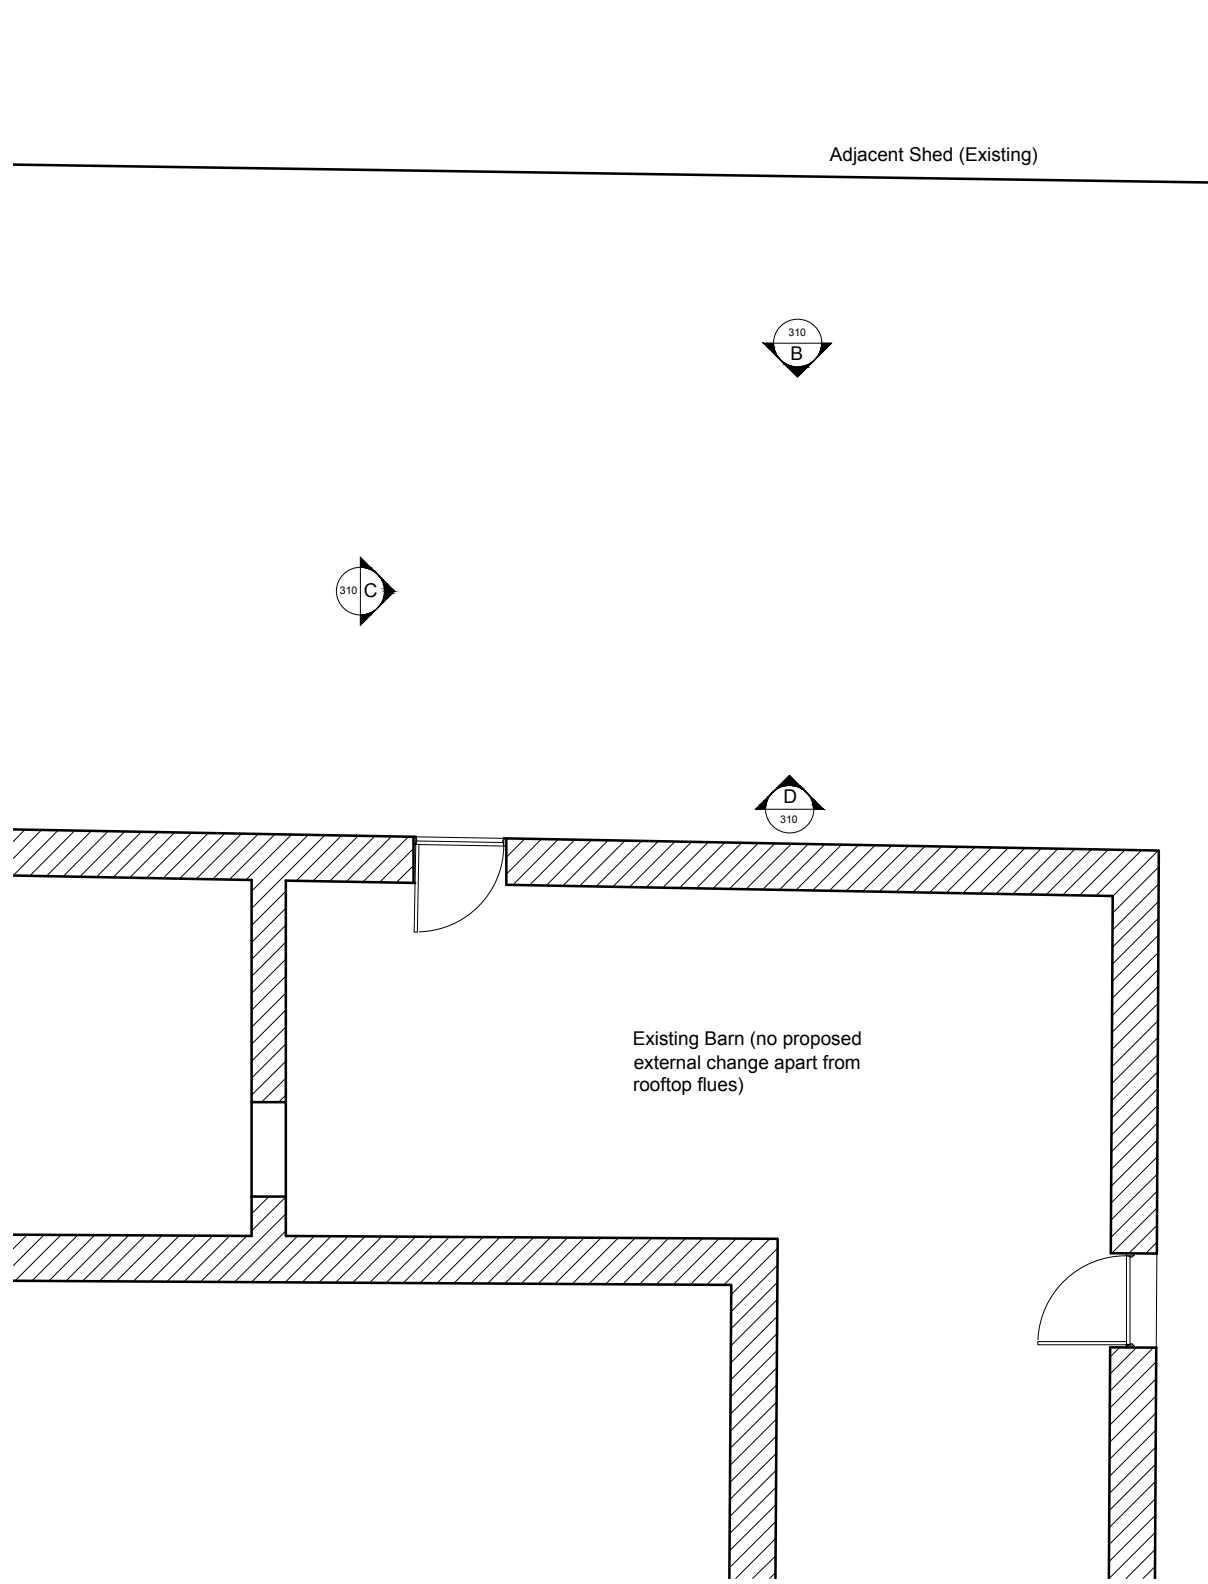 Adjacent Shed (Existing)
310
B
310 C
D
310
Existing Barn (no proposed
external change apart from
rooftop flues)